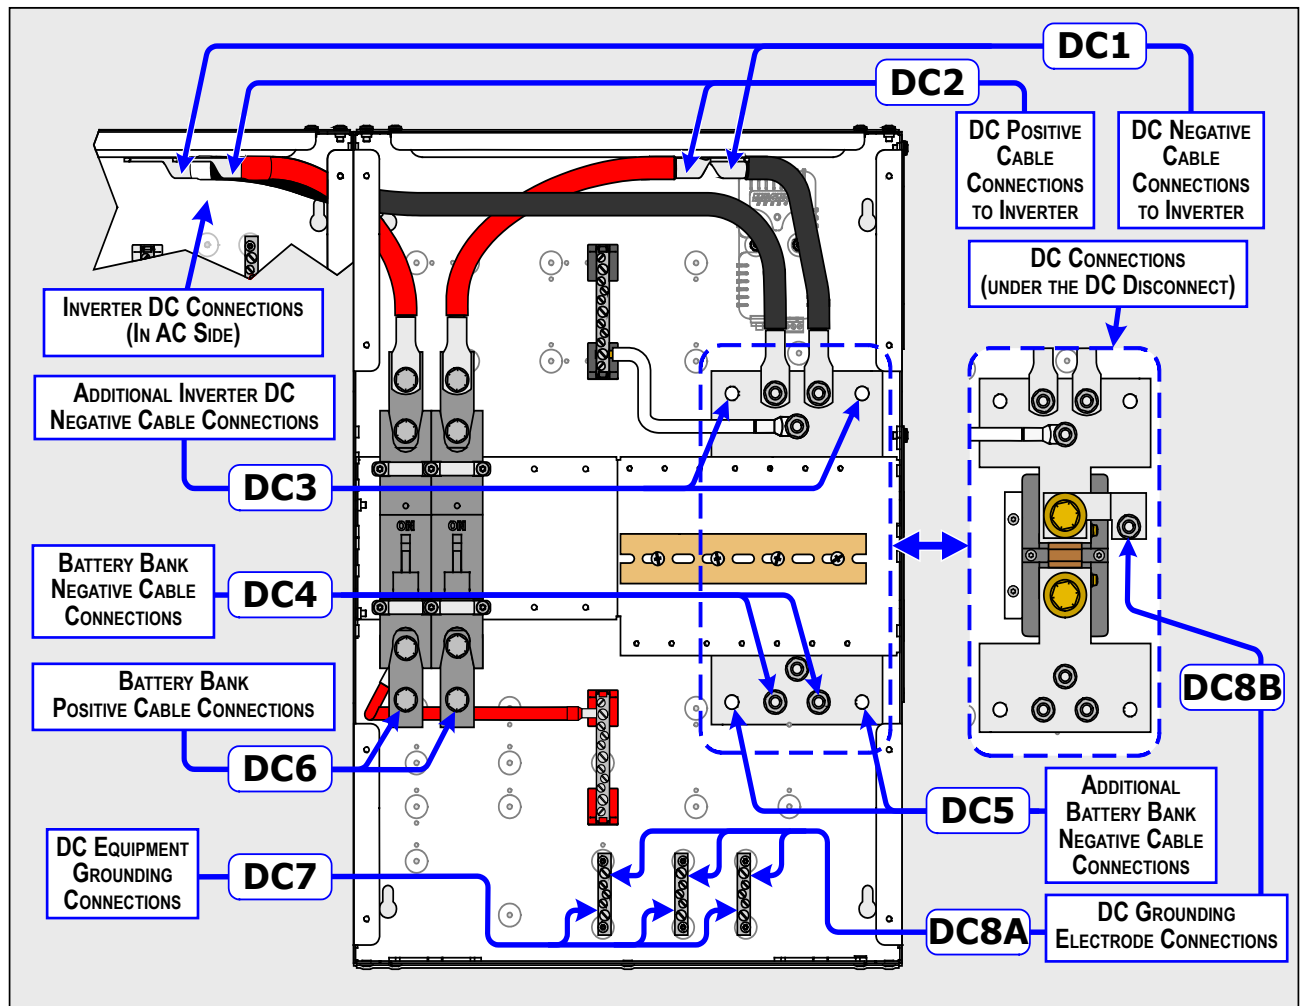 DC1
DC2
DC Positive
Cable
Connections
to Inverter
DC Negative
Cable
Connections
to Inverter
DC Connections
(under the DC Disconnect)
Inverter DC Connections
(In AC Side)
Additional Inverter DC
Negative Cable Connections
DC3
ON
ON
Battery Bank
Negative Cable
Connections
DC4
Battery Bank
Positive Cable Connections
DC6
DC8B
DC5
Additional
Battery Bank
Negative Cable
Connections
DC Equipment
Grounding
Connections
DC7
DC8A
DC Grounding
Electrode Connections